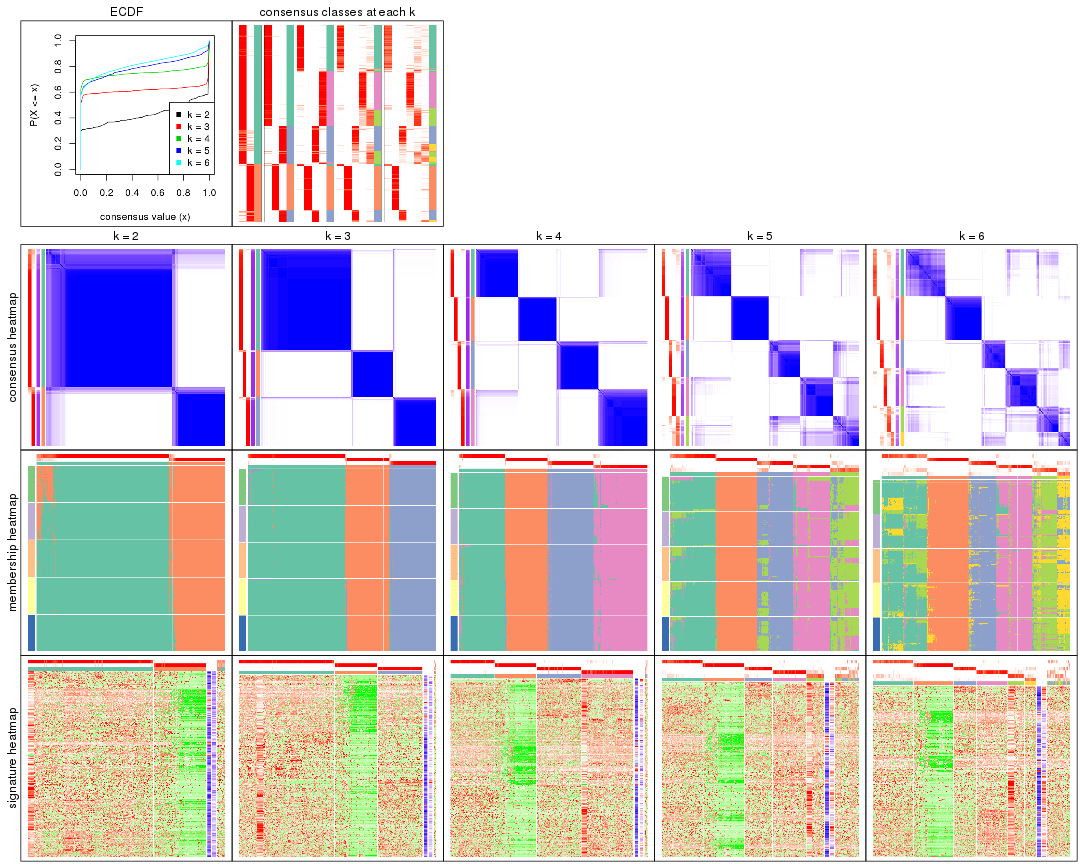 ECDF
consensus classes at each k
P(X <= x)
0.0 0.2 0.4 0.6 0.8 1.0
k = 2
k = 3
k = 4
k = 5
k = 6
0.0 0.2 0.4 0.6 0.8 1.0
consensus value (x)
k = 2 k = 3 k = 4 k = 5 k = 6
consensus heatmap
membership heatmap
signature heatmap